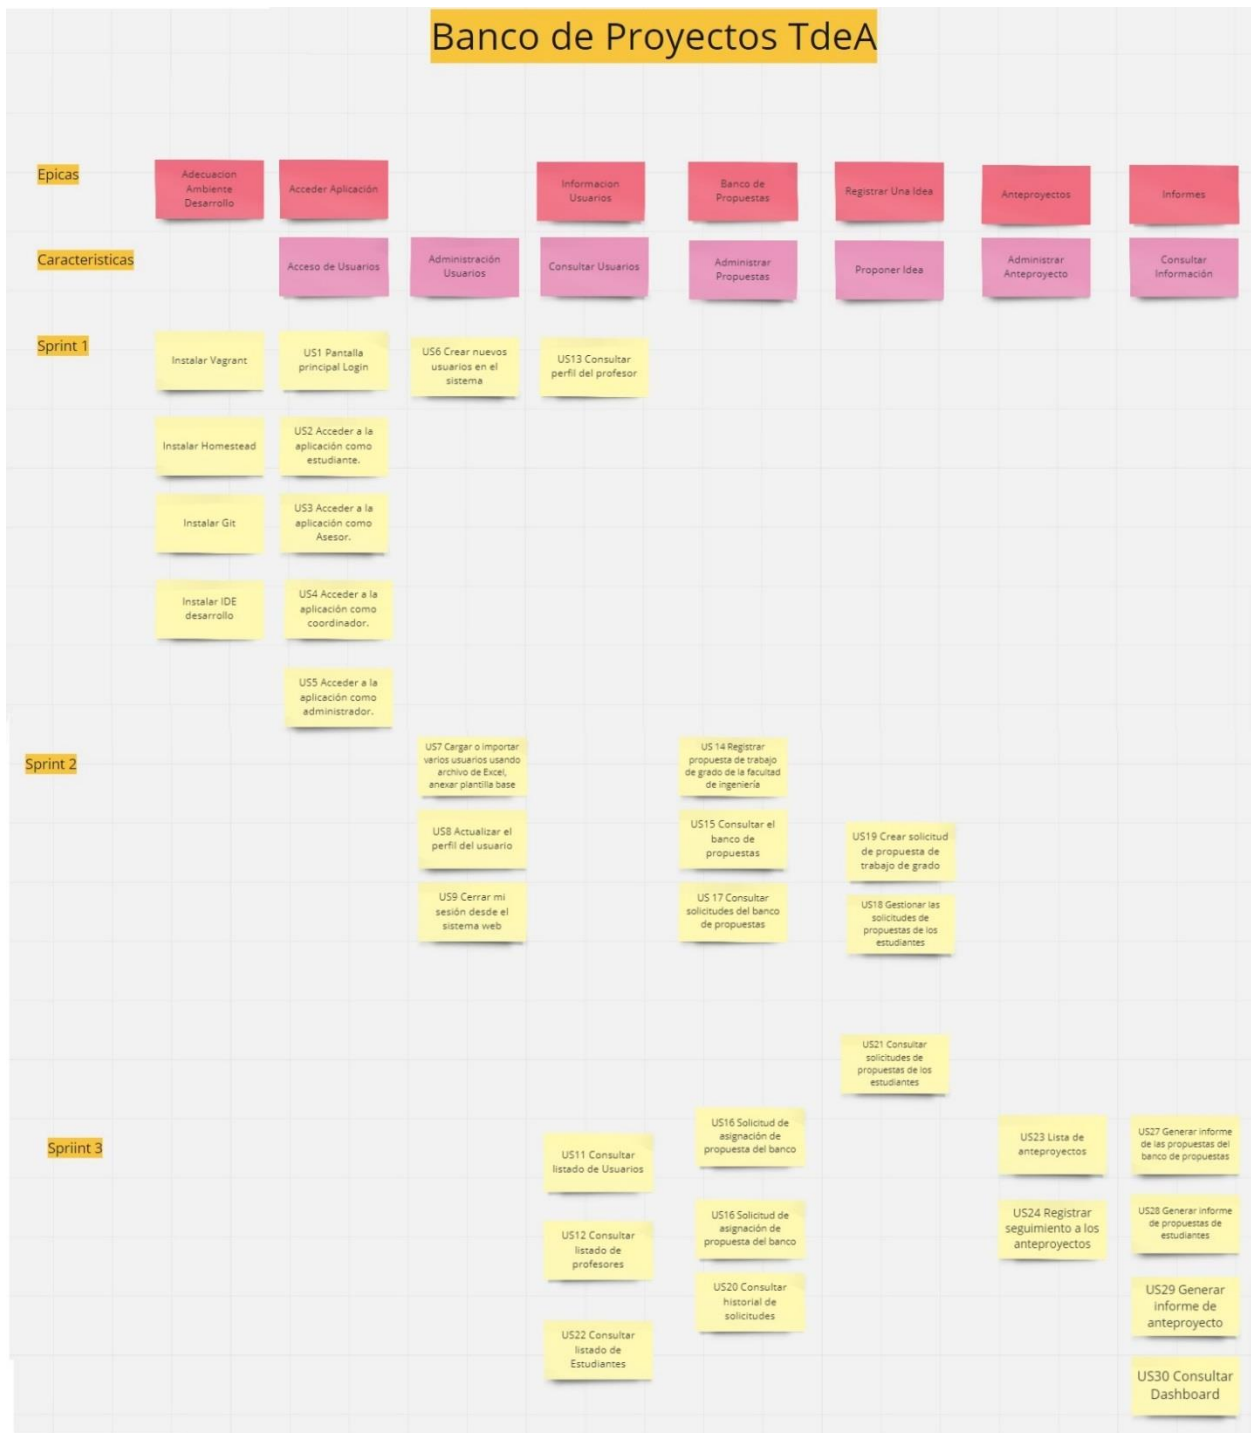 Banco de Proyectos TdeA
Epicas
Adecuacion
Ambiente
Desarrollo
Acceder Aplicación
Informacion
Usuarios
Banco de
Propuestas
Registrar Una Idea
Anteproyectos
Informes
Caracteristicas
Acceso de Usuarios
Administración
Usuarios
Consultar Usuarios
Administrar
Propuestas
Proponer Idea
Administrar
Anteproyecto
Consultar
Información
Sprint 1
Instalar Vagrant
US1 Pantalla
principal Login
US6 Crear nuevos
usuarios en el
sistema
US13 Consultar
perfil del profesor
Instalar Homestead
US2 Acceder a la
aplicación como
estudiante.
Instalar Git
US3 Acceder a la
aplicación como
Asesor.
Instalar IDE
desarrollo
US4 Acceder a la
aplicación como
coordinador.
US5 Acceder a la
aplicación como
administrador.
Sprint 2
US7 Cargar o importar
varios usuarios usando
archivo de Excel,
anexar plantilla base
US 14 Registrar
propuesta de trabajo
de grado de la facultad
de ingeniería
US8 Actualizar el
perfil del usuario
US15 Consultar el
banco de
propuestas
US19 Crear solicitud
de propuesta de
trabajo de grado
US9 Cerrar mi
sesión desde el
sistema web
US 17 Consultar
solicitudes del banco
de propuestas
US18 Gestionar las
solicitudes de
propuestas de los
estudiantes
US21 Consultar
solicitudes de
propuestas de los
estudiantes
Spriint 3
US11 Consultar
listado de Usuarios
US16 Solicitud de
asignación de
propuesta del banco
US23 Lista de
anteproyectos
US27 Generar informe
de las propuestas del
banco de propuestas
US12 Consultar
listado de
profesores
US16 Solicitud de
asignación de
propuesta del banco
US24 Registrar
seguimiento a los
anteproyectos
US28 Generar informe
de propuestas de
estudiantes
US22 Consultar
listado de
Estudiantes
US20 Consultar
historial de
solicitudes
US29 Generar
informe de
anteproyecto
US30 Consultar
Dashboard